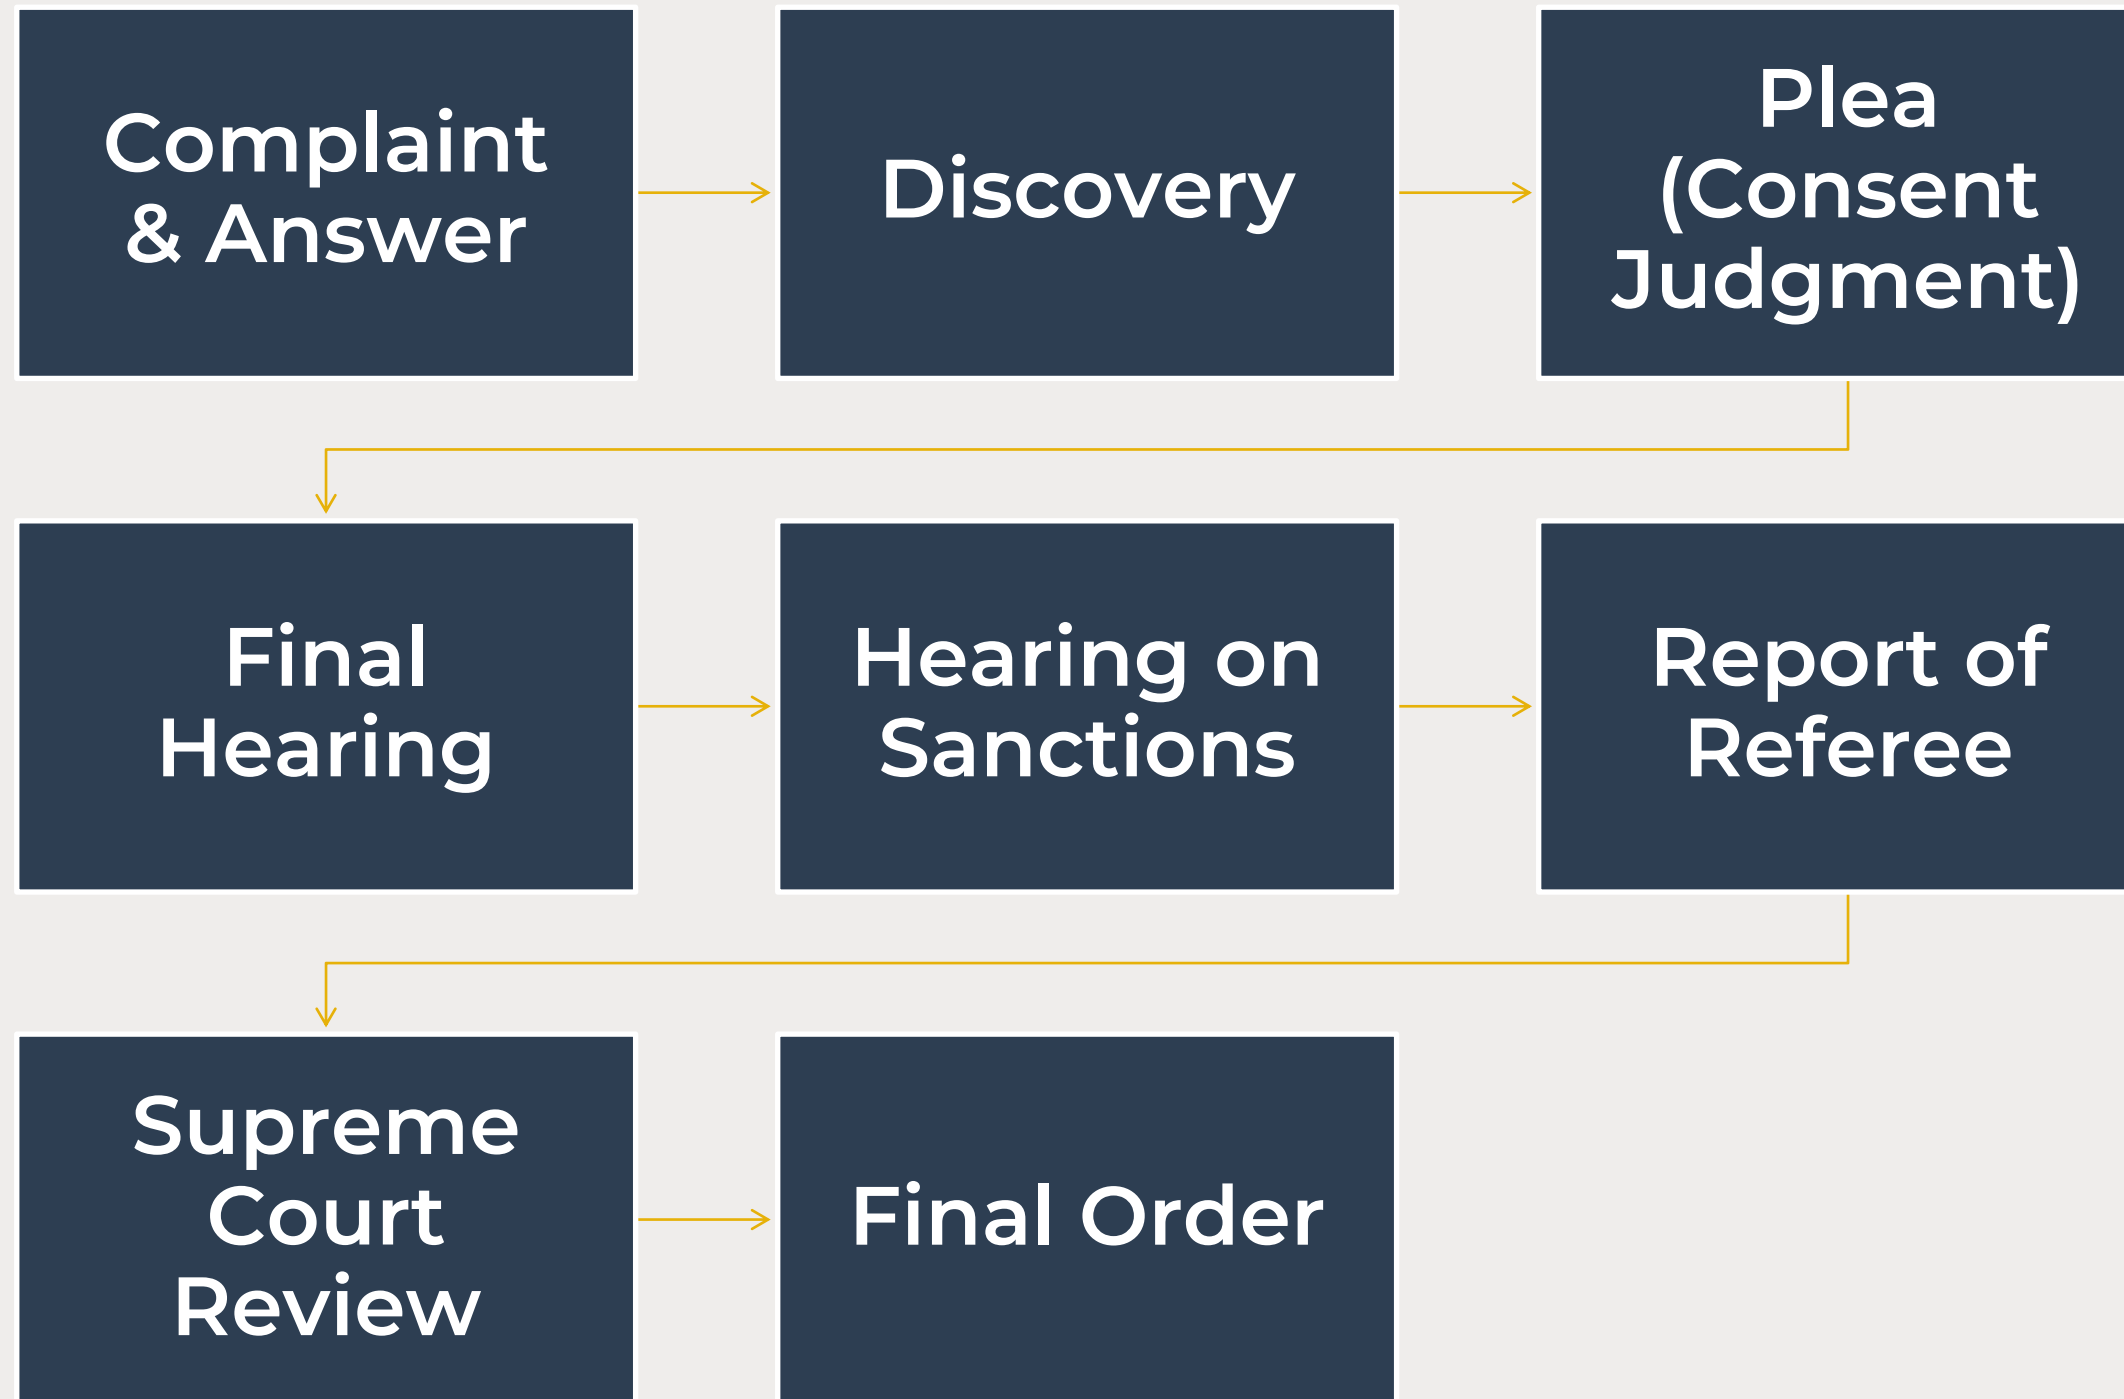 Complaint
& Answer
Discovery
Plea
(Consent
Judgment)
Final
Hearing
Hearing on
Sanctions
Report of
Referee
Supreme
Court
Review
Final Order